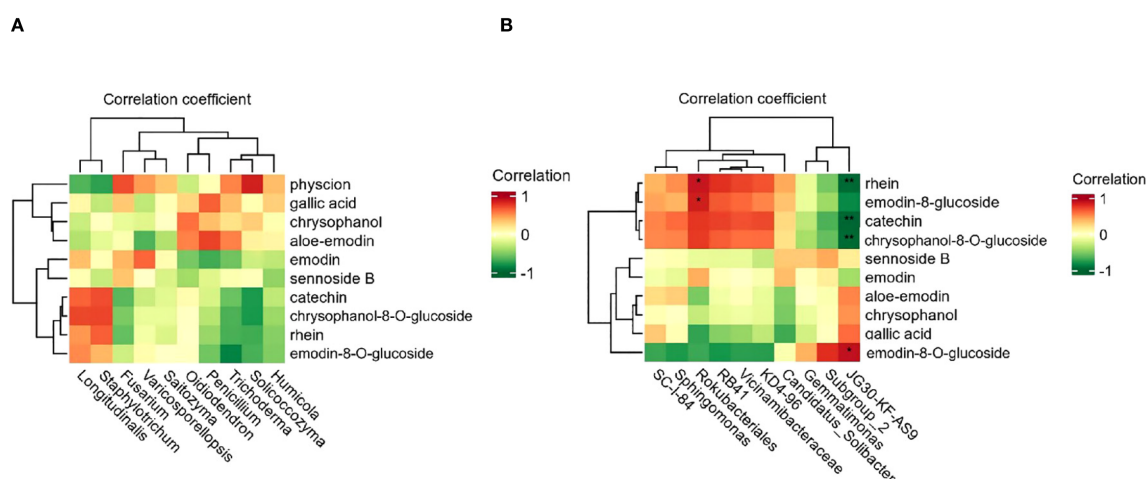 A
B
Correlation coefficient
physcion
gallic acid
chrysophanol
aloe-emodin
emodin
sennoside B
catechin
chrysophanol-8-O-glucoside
rhein
emodin-8-O-glucoside
Longitudinalis
Staphylotrichum
Fusarium
Varicosporellopsis
Saitozyma
Oidiodendron
Penicillium
Trichoderma
Solicoccozyma
Humicola
Correlation
1
0
-1
Correlation coefficient
rhein
emodin-8-glucoside
catechin
chrysophanol-8-O-glucoside
sennoside B
emodin
aloe-emodin
chrysophanol
gallic acid
emodin-8-O-glucoside
SC-I-84
Sphingomonas
Rokubacteriales
RB41
Vicinamibacteraceae
KD4-96
Candidatus_Solibacter
Gemmatimonas
Subgroup_2
JG30-KF-AS9
Correlation
1
0
-1